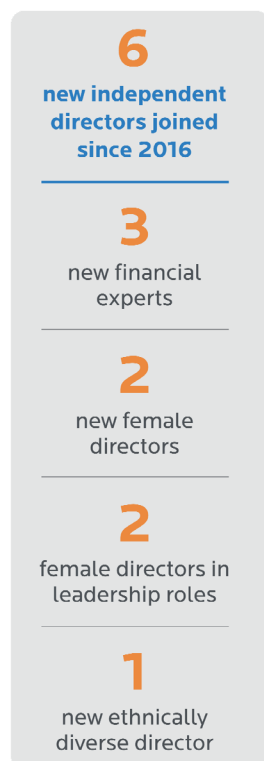 6
new independent
directors joined
since 2016
3
new financial
experts
2
new female
directors
2
female directors in
leadership roles
1
new ethnically
diverse director